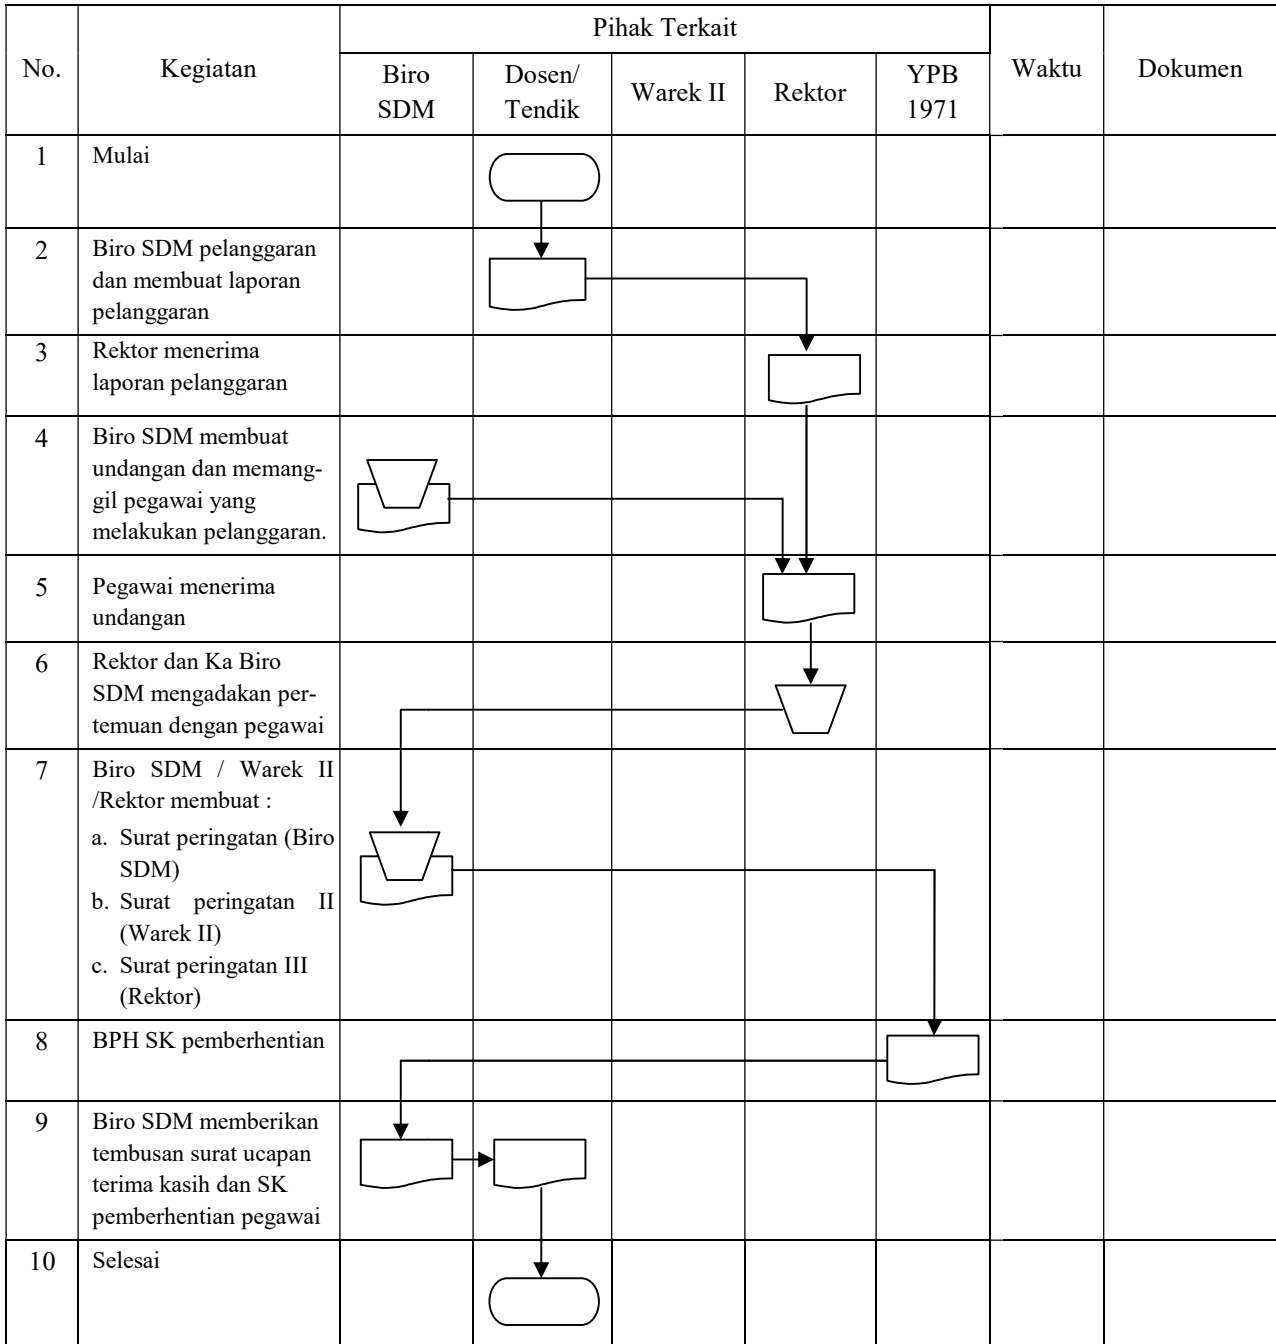 Pihak Terkait
No.
Kegiatan
Biro
SDM
Dosen/
Tendik
Warek II
Rektor
YPB
1971
Waktu
Dokumen
1
Mulai
2
Biro SDM pelanggaran
dan membuat laporan
pelanggaran
3
Rektor menerima
laporan pelanggaran
4
Biro SDM membuat
undangan dan memang-
gil pegawai yang
melakukan pelanggaran.
5
Pegawai menerima
undangan
6
Rektor dan Ka Biro
SDM mengadakan per-
temuan dengan pegawai
7
Biro SDM / Warek II
/Rektor membuat :
a. Surat peringatan (Biro
SDM)
b. Surat peringatan II
(Warek II)
c. Surat peringatan III
(Rektor)
8
BPH SK pemberhentian
9
Biro SDM memberikan
tembusan surat ucapan
terima kasih dan SK
pemberhentian pegawai
10
Selesai